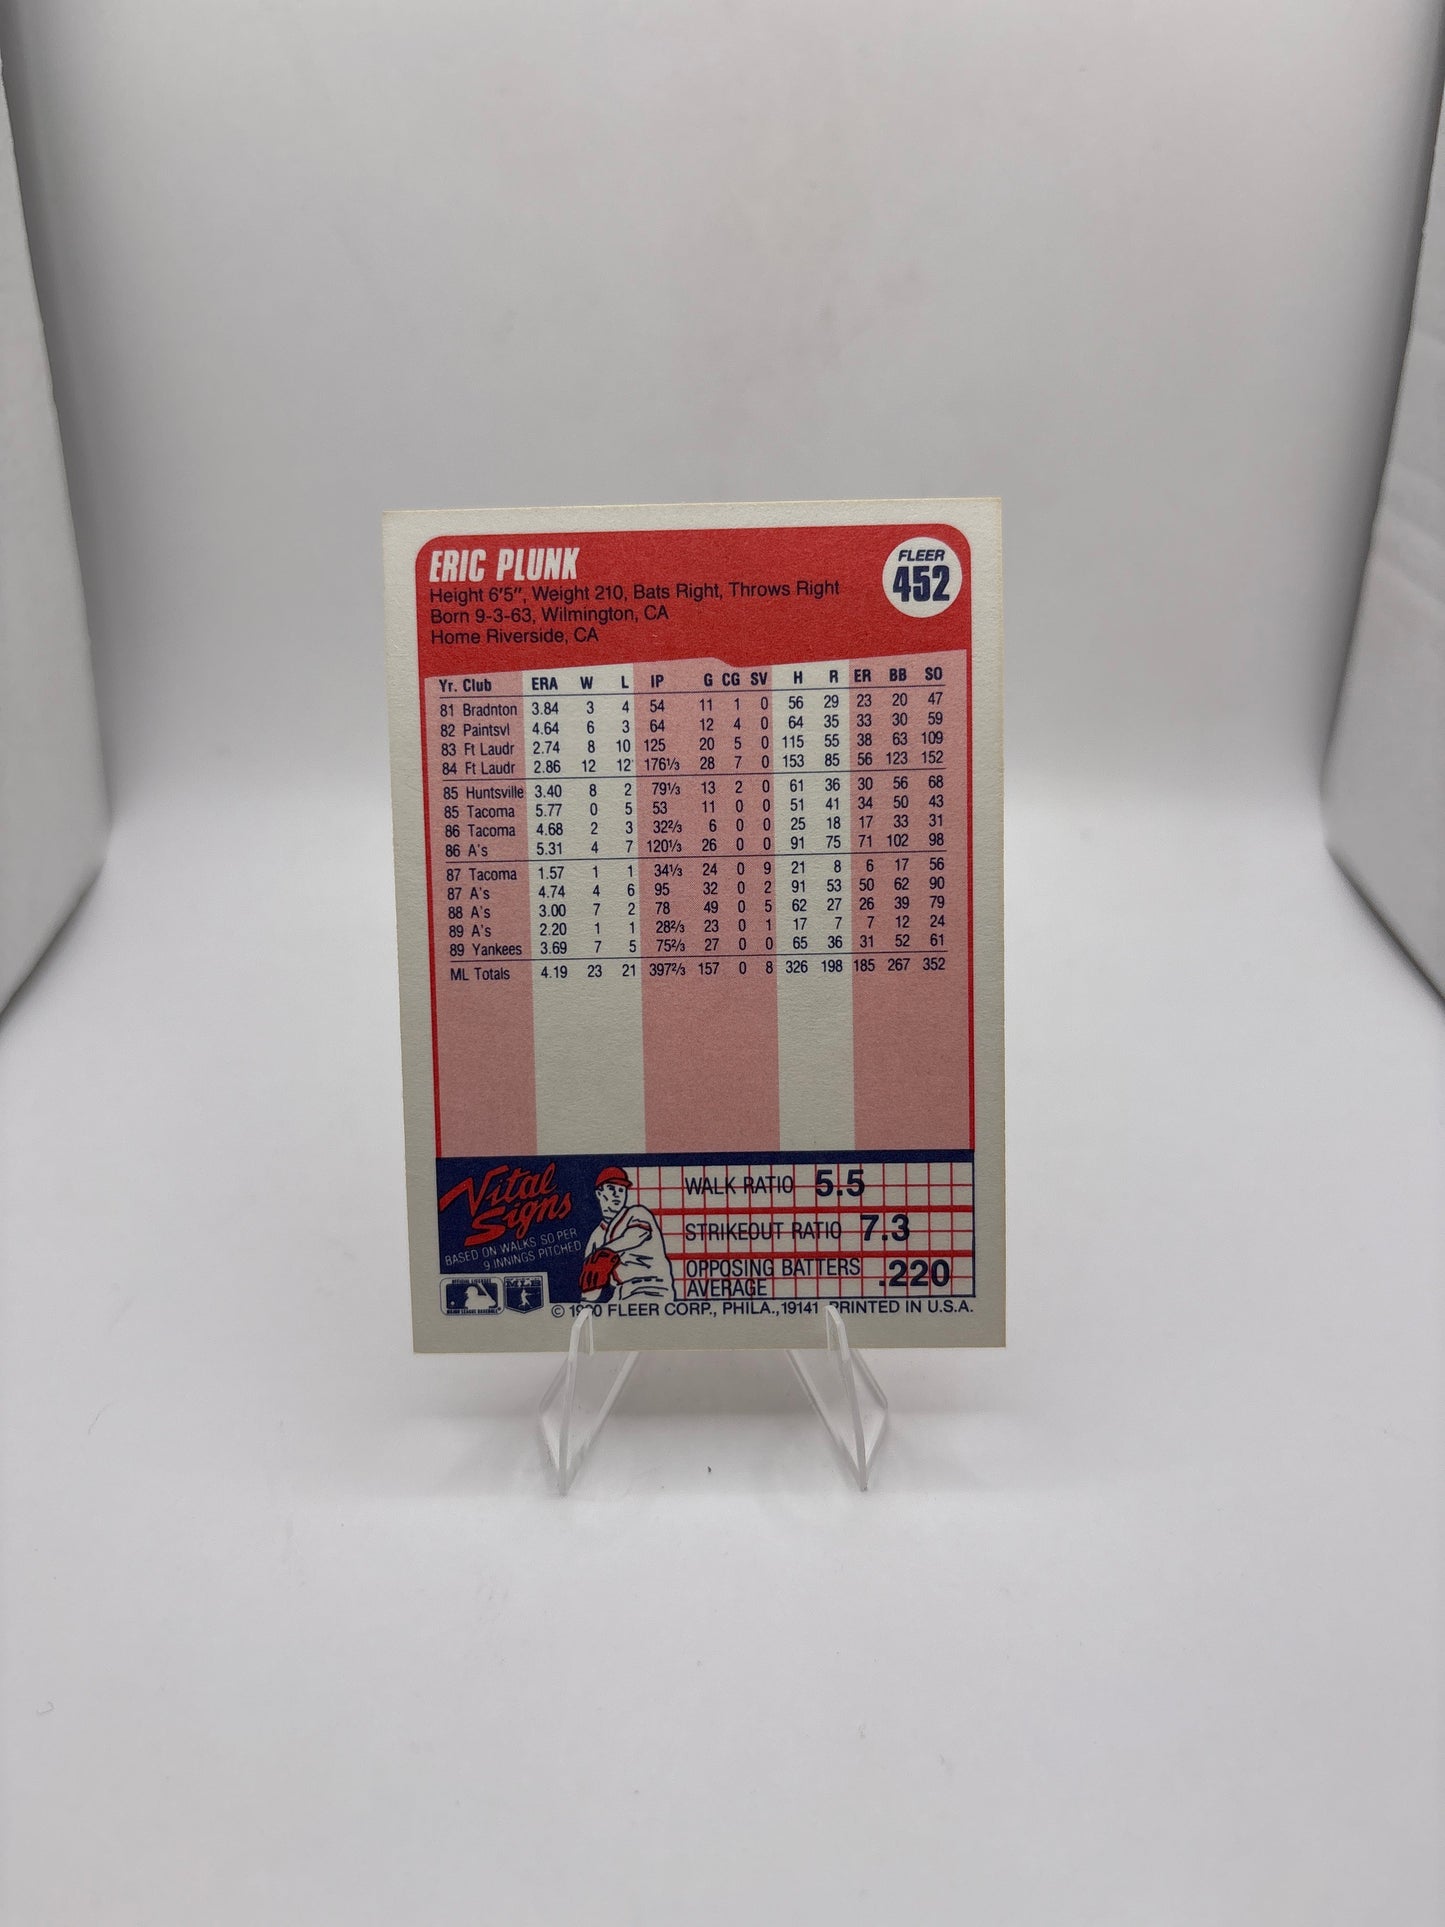 ERIC PLUNK
FLEER
452
Height 6'5", Weight 210, Bats Right, Throws Right
Born 9-3-63, Wilmington, CA
Home Riverside, CA
Yr. Club ERA W L IP G CG SV H R ER BB SO
81 Bradnton 3.84 3 4 54 11 1 0 56 29 23 20 47
82 Paintsvl 4.64 6 3 64 12 4 0 64 35 33 30 59
83 Ft Laudr 2.74 8 10 125 20 5 0 115 55 38 63 109
84 Ft Laudr 2.86 12 12 176⅓ 28 7 0 153 85 56 123 152
85 Huntsville 3.40 8 2 79⅓ 13 2 0 61 36 30 56 68
85 Tacoma 5.77 0 5 53 11 0 0 51 41 34 50 43
86 Tacoma 4.68 2 3 32⅔ 6 0 0 25 18 17 33 31
86 A's 5.31 4 7 120⅓ 26 0 0 91 75 71 102 98
87 Tacoma 1.57 1 1 34⅓ 24 0 9 21 8 6 17 56
87 A's 4.74 4 6 95 32 0 2 91 53 50 62 90
88 A's 3.00 7 2 78 49 0 5 62 27 26 39 79
89 A's 2.20 1 1 28⅔ 23 0 1 17 7 7 12 24
89 Yankees 3.69 7 5 75⅔ 27 0 0 65 36 31 52 61
ML Totals 4.19 23 21 397⅔ 157 0 8 326 198 185 267 352
Vital
Signs
BASED ON WALKS SO PER
9 INNINGS PITCHED
WALK RATIO 5.5
STRIKEOUT RATIO 7.3
OPPOSING BATTERS
AVERAGE .220
© 1990 FLEER CORP., PHILA., 19141 PRINTED IN U.S.A.